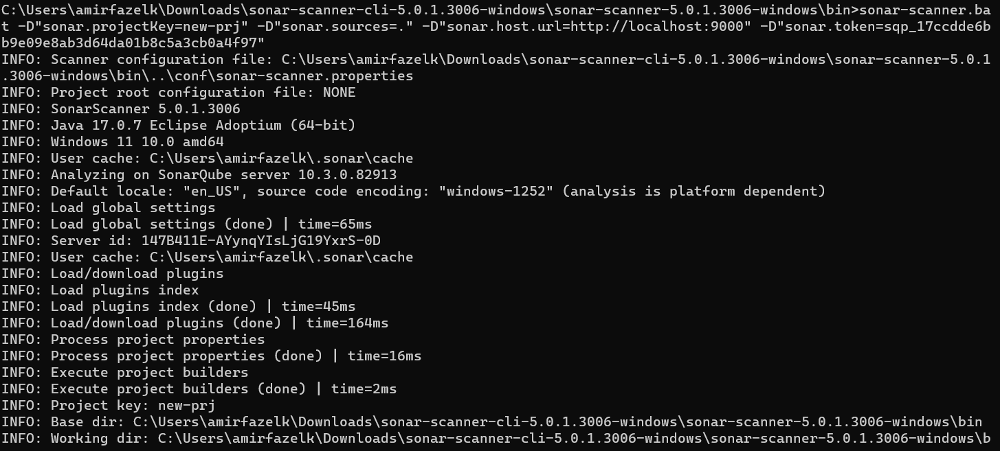 C:\Users\amirfazelk\Downloads\sonar-scanner-cli-5.0.1.3006-windows\sonar-scanner-5.0.1.3006-windows\bin>sonar-scanner.ba
t -D"sonar.projectKey=new-prj" -D"sonar.sources=." -D"sonar.host.url=http://localhost:9000" -D"sonar.token=sqp_17ccdde6b
b9e09e8ab3d64da01b8c5a3cb0a4f97"
INFO: Scanner configuration file: C:\Users\amirfazelk\Downloads\sonar-scanner-cli-5.0.1.3006-windows\sonar-scanner-5.0.1
.3006-windows\bin\..\conf\sonar-scanner.properties
INFO: Project root configuration file: NONE
INFO: SonarScanner 5.0.1.3006
INFO: Java 17.0.7 Eclipse Adoptium (64-bit)
INFO: Windows 11 10.0 amd64
INFO: User cache: C:\Users\amirfazelk\.sonar\cache
INFO: Analyzing on SonarQube server 10.3.0.82913
INFO: Default locale: "en_US", source code encoding: "windows-1252" (analysis is platform dependent)
INFO: Load global settings
INFO: Load global settings (done) | time=65ms
INFO: Server id: 147B411E-AYynqYIsLjG19YxrS-0D
INFO: User cache: C:\Users\amirfazelk\.sonar\cache
INFO: Load/download plugins
INFO: Load plugins index
INFO: Load plugins index (done) | time=45ms
INFO: Load/download plugins (done) | time=164ms
INFO: Process project properties
INFO: Process project properties (done) | time=16ms
INFO: Execute project builders
INFO: Execute project builders (done) | time=2ms
INFO: Project key: new-prj
INFO: Base dir: C:\Users\amirfazelk\Downloads\sonar-scanner-cli-5.0.1.3006-windows\sonar-scanner-5.0.1.3006-windows\bin
INFO: Working dir: C:\Users\amirfazelk\Downloads\sonar-scanner-cli-5.0.1.3006-windows\sonar-scanner-5.0.1.3006-windows\b